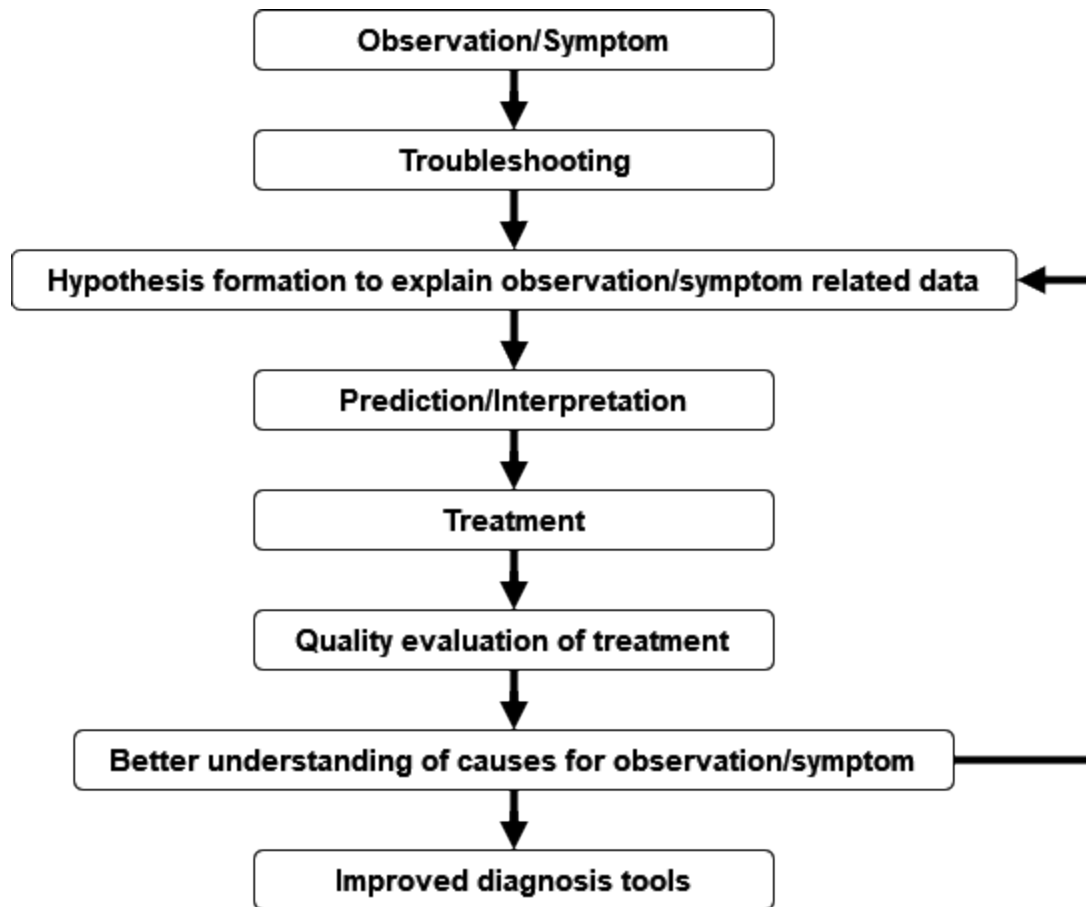 Observation/Symptom
Troubleshooting
Hypothesis formation to explain observation/symptom related data
Prediction/Interpretation
Treatment
Quality evaluation of treatment
Better understanding of causes for observation/symptom
Improved diagnosis tools